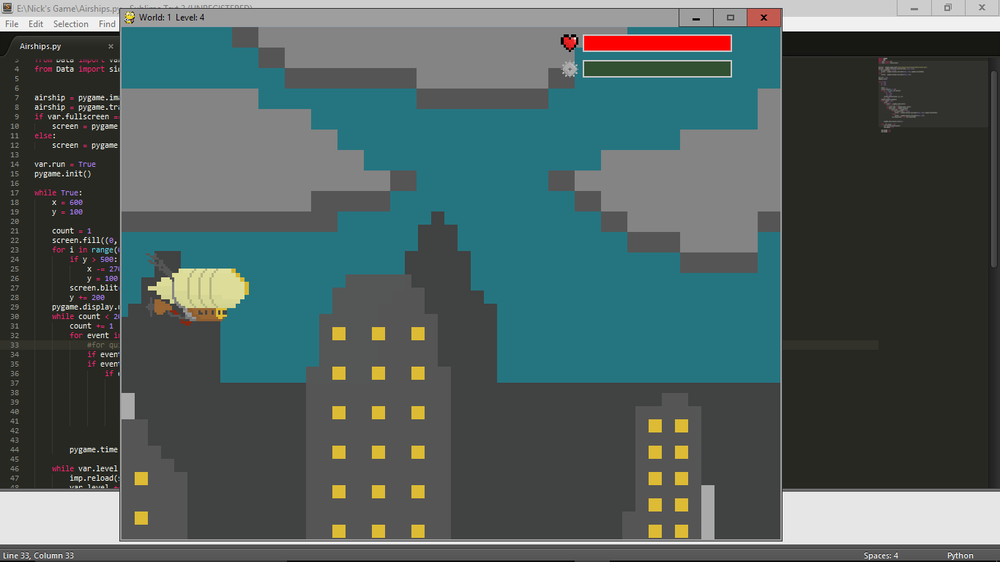 E:\Nick's Game\Airships.py - Sublime Text 2 (UNREGISTERED)
World: 1 Level: 4
File Edit Selection Find
Airships.py ×
3 from Data import var
4 from Data import
5
6
7 airship = pygame.
8 airship = pygame.
9 if var.fullscreen
10 screen = pygame
11 else:
12 screen = pygame
13
14 var.run = True
15 pygame.init()
16
17 while True:
18 x = 600
19 y = 100
20
21 count = 1
22 screen.fill((0,
23 for i in range(
24 if y > 500:
25 x -= 270
26 y = 100
27 screen.blit
28 y += 200
29 pygame.display.
30 while count < 
31 count += 1
32 for event in
33 #for
34 if event
35 if event
36 if
37
38
39
40
41
42
43
44 pygame.time
45
46 while var.level
47 imp.reload(
48 var.level
Line 33, Column 33 Spaces: 4 Python